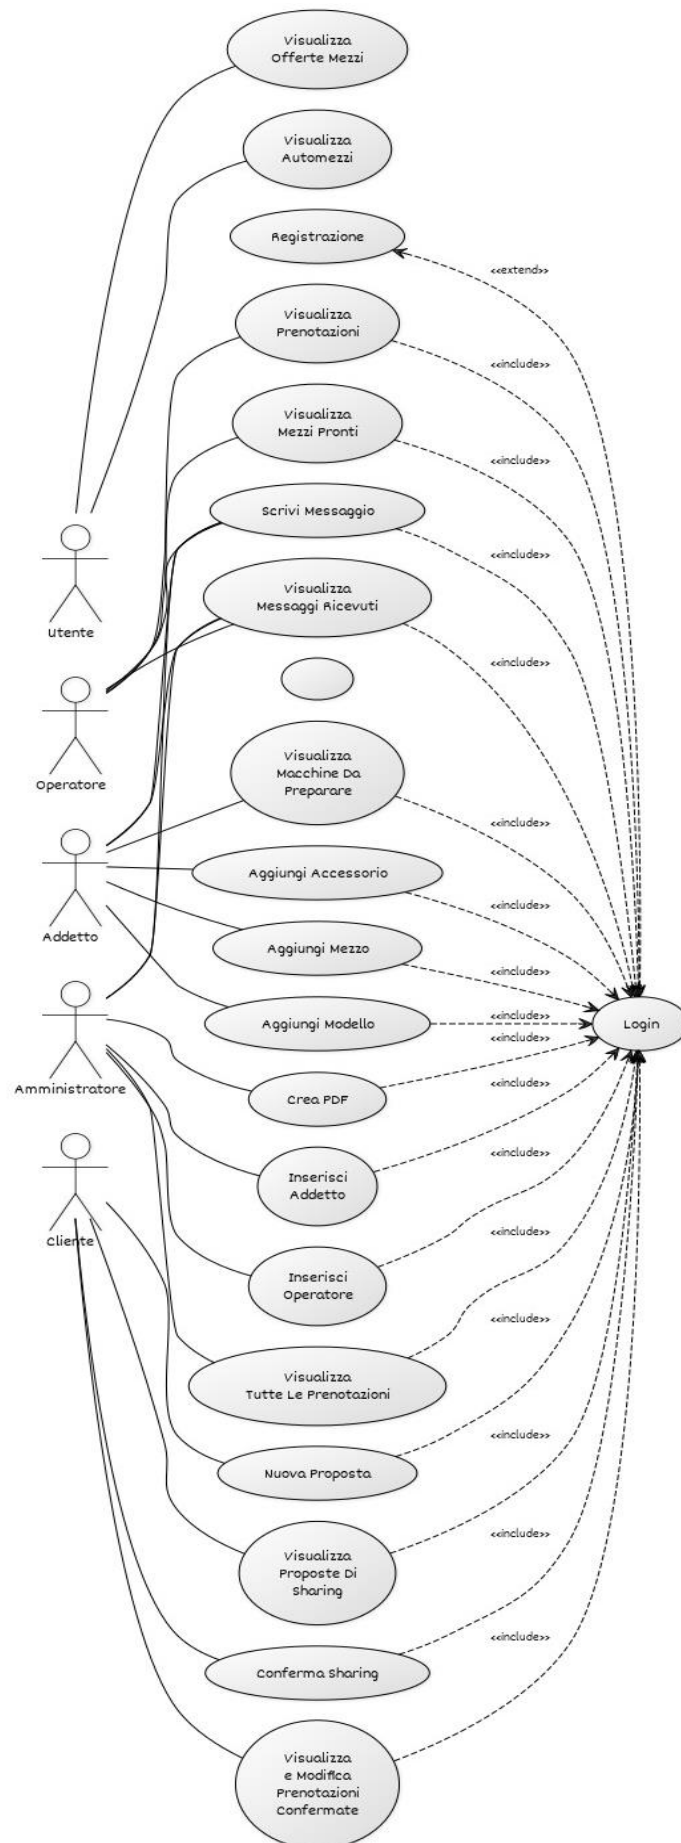 Visualizza
Offerte Mezzi
Visualizza
Automezzi
Registrazione
<<extend>>
Visualizza
Prenotazioni
<<include>>
Visualizza
Mezzi Pronti
<<include>>
Scrivi Messaggio
<<include>>
Visualizza
Messaggi Ricevuti
<<include>>
Utente
Operatore
Visualizza
Macchine Da
Preparare
<<include>>
Addetto
Aggiungi Accessorio
<<include>>
Aggiungi Mezzo
<<include>>
Aggiungi Modello
<<include>>
Login
<<include>>
Amministratore
Crea PDF
<<include>>
Inserisci
Addetto
<<include>>
Cliente
Inserisci
Operatore
<<include>>
Visualizza
Tutte Le Prenotazioni
<<include>>
Nuova Proposta
<<include>>
Visualizza
Proposte Di
Sharing
<<include>>
Conferma Sharing
<<include>>
Visualizza
e Modifica
Prenotazioni
Confermate